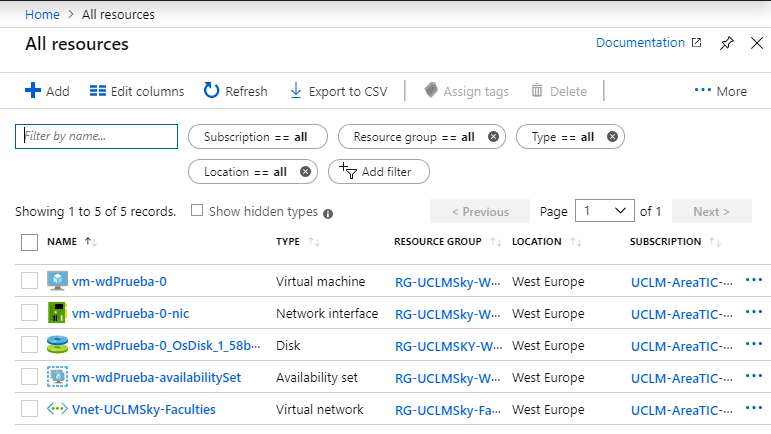 Home > All resources
All resources
Documentation
Add Edit columns Refresh Export to CSV Assign tags Delete ··· More
Filter by name... Subscription == all Resource group == all Type == all
Location == all Add filter
Showing 1 to 5 of 5 records. Show hidden types < Previous Page 1 of 1 Next >
NAME TYPE RESOURCE GROUP LOCATION SUBSCRIPTION
vm-wdPrueba-0 Virtual machine RG-UCLMSky-W··· West Europe UCLM-AreaTIC-··· ···
vm-wdPrueba-0-nic Network interface RG-UCLMSky-W··· West Europe UCLM-AreaTIC-··· ···
vm-wdPrueba-0_OsDisk_1_58b··· Disk RG-UCLMSKY-W··· West Europe UCLM-AreaTIC-··· ···
vm-wdPrueba-availabilitySet Availability set RG-UCLMSky-W··· West Europe UCLM-AreaTIC-··· ···
Vnet-UCLMSky-Faculties Virtual network RG-UCLMSky-Fa··· West Europe UCLM-AreaTIC-··· ···